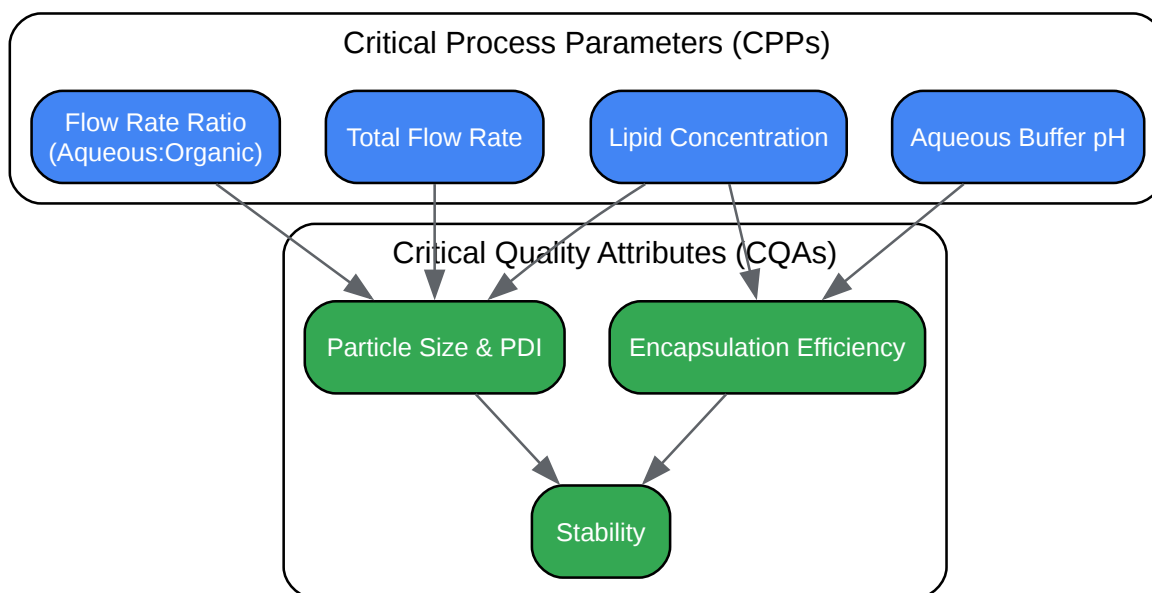 Critical Process Parameters (CPPs)
Flow Rate Ratio
(Aqueous:Organic)
Total Flow Rate
Lipid Concentration
Aqueous Buffer pH
Critical Quality Attributes (CQAs)
Particle Size & PDI
Encapsulation Efficiency
Stability